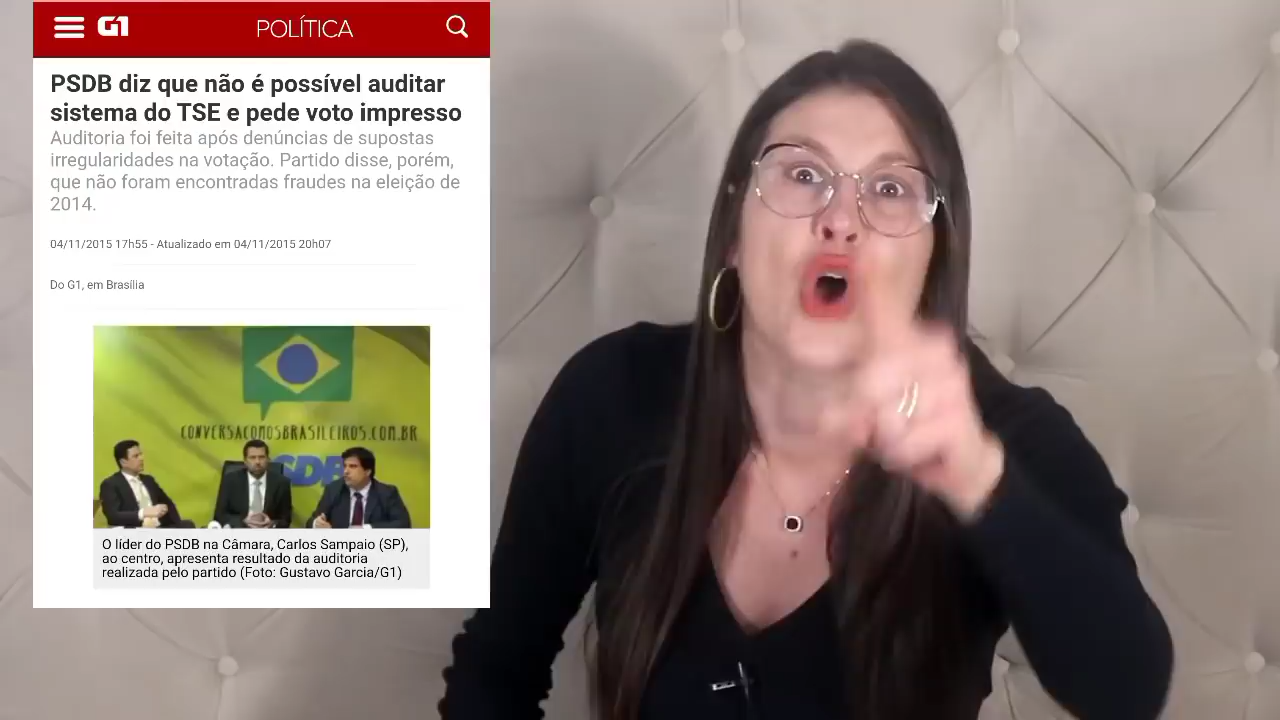 G1
POLÍTICA
PSDB diz que não é possível auditar
sistema do TSE e pede voto impresso
Auditoria foi feita após denúncias de supostas
irregularidades na votação. Partido disse, porém,
que não foram encontradas fraudes na eleição de
2014.
04/11/2015 17h55 - Atualizado em 04/11/2015 20h07
Do G1, em Brasília
CONVERSACOMOSBRASILEIROS.COM.BR
PSDB
O líder do PSDB na Câmara, Carlos Sampaio (SP),
ao centro, apresenta resultado da auditoria
realizada pelo partido (Foto: Gustavo Garcia/G1)